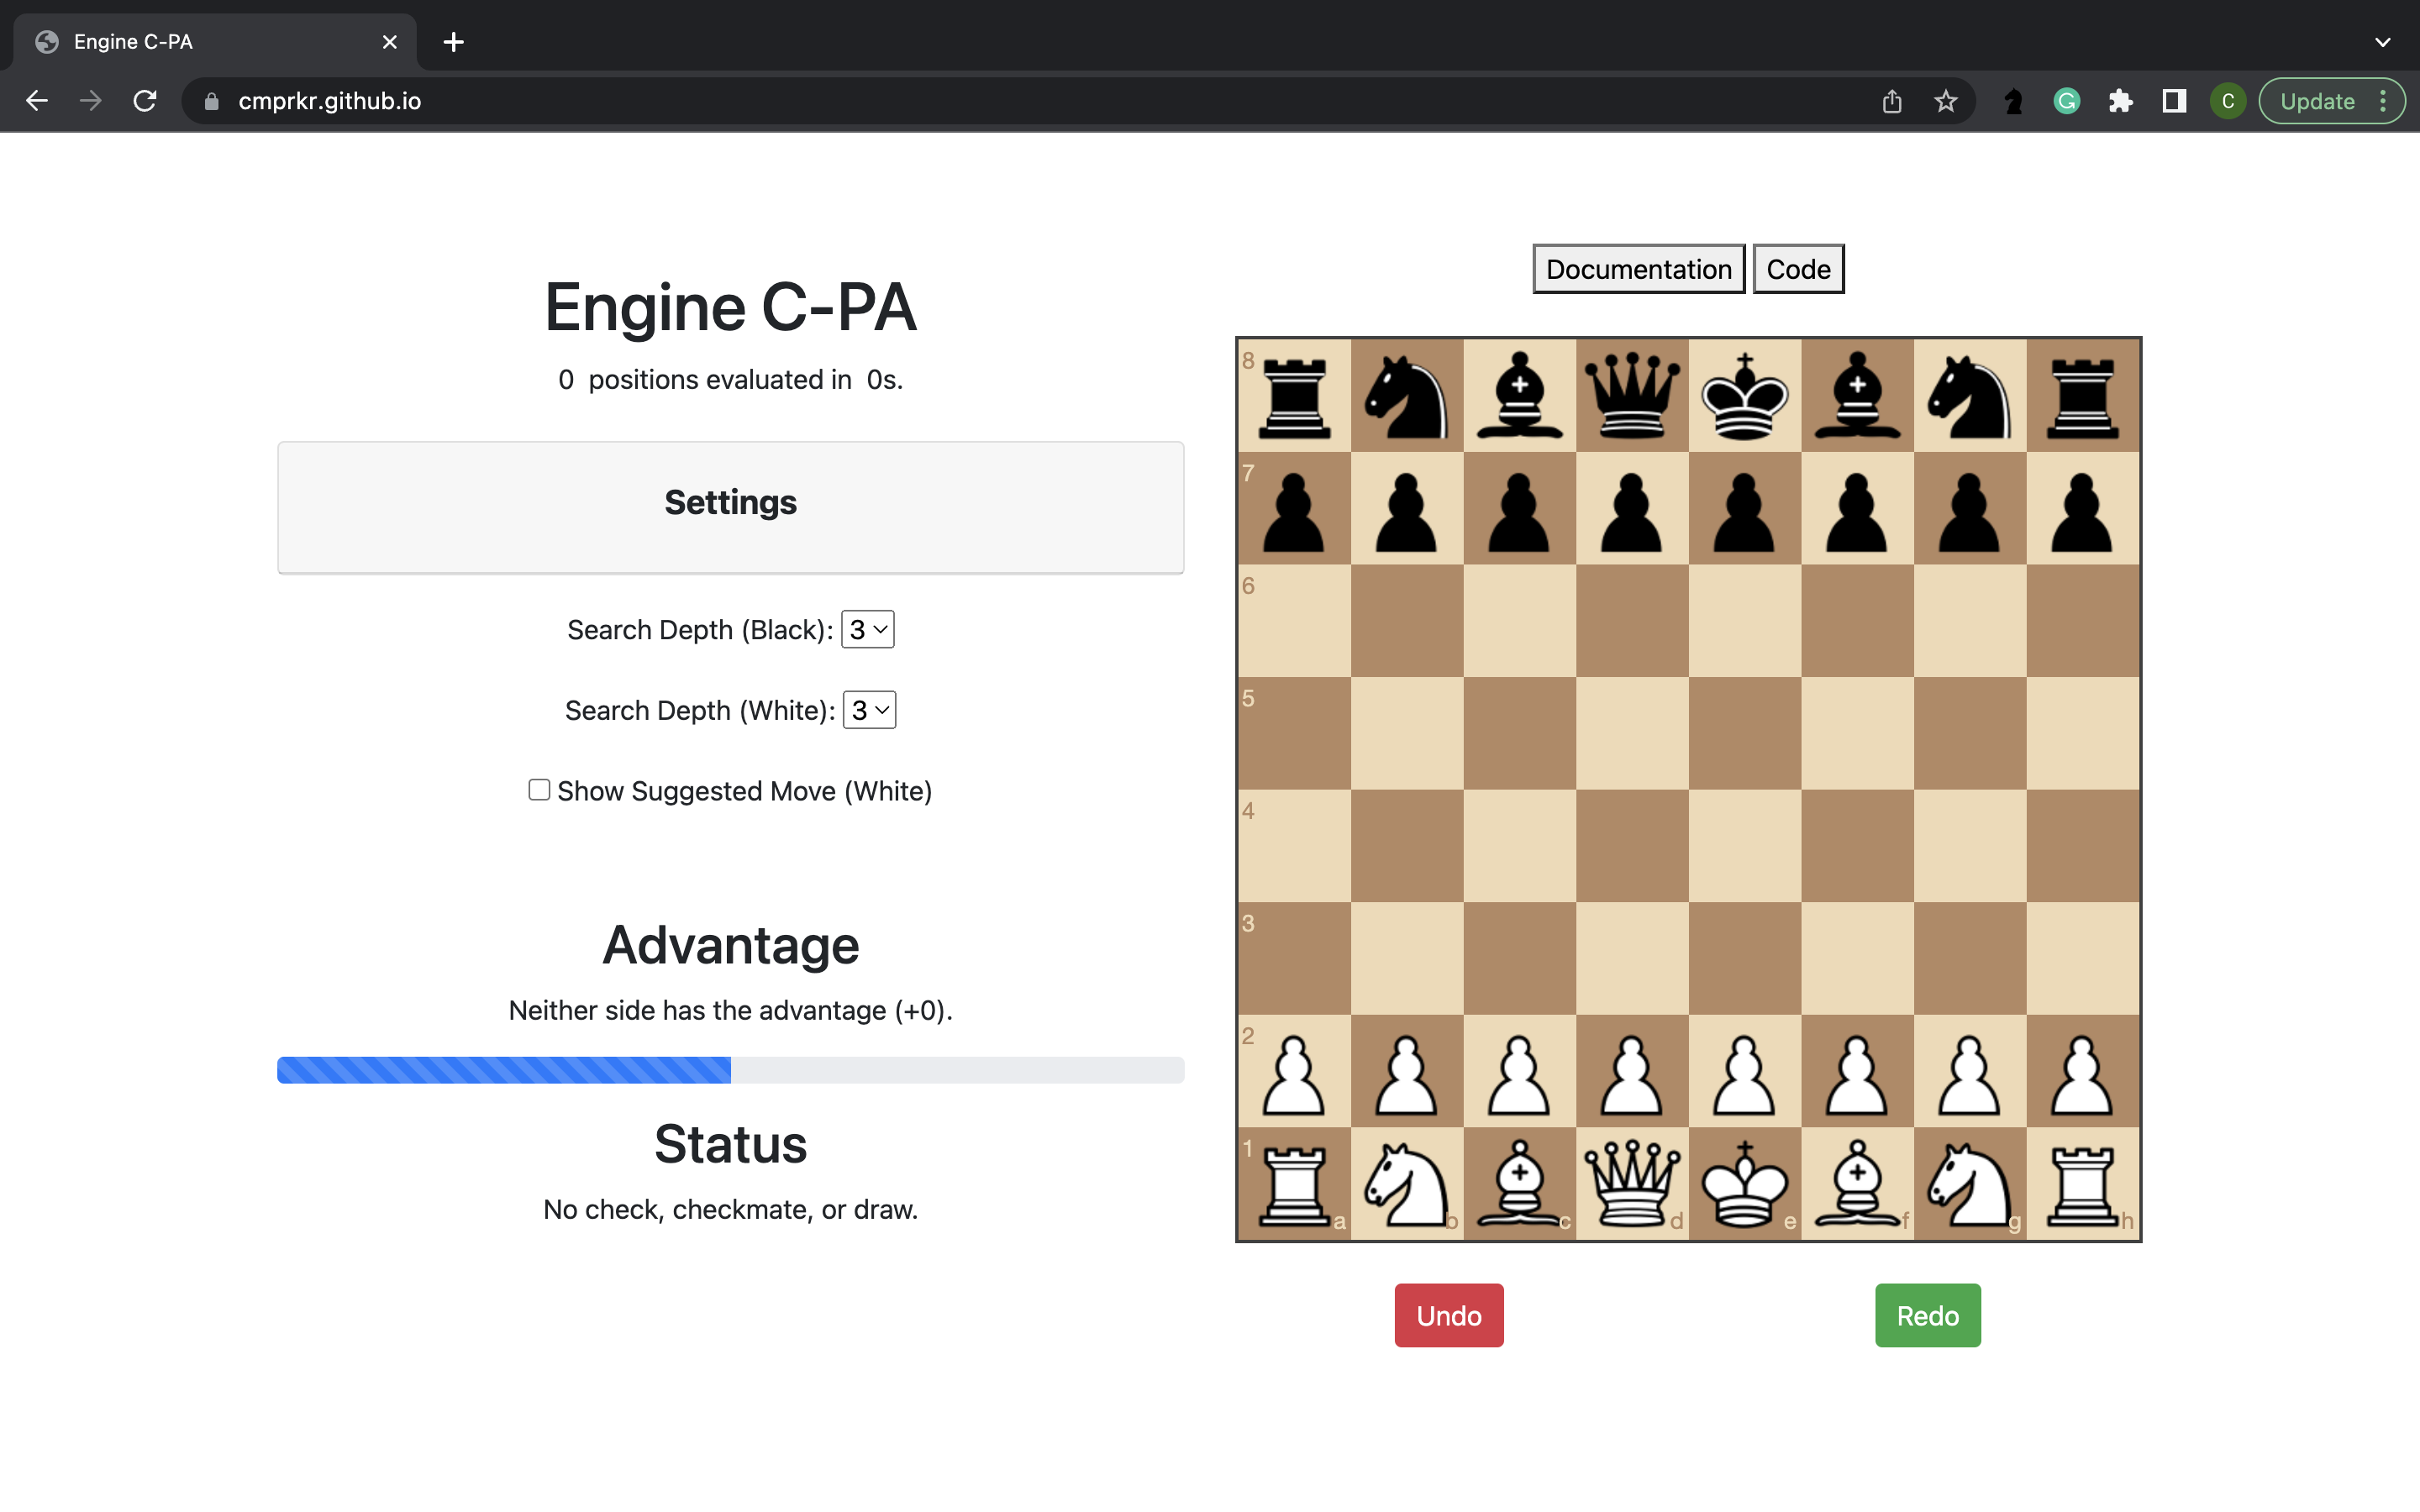 Engine C-PA
cmprkr.github.io
G
C
Update
Documentation Code
Engine C-PA
0 positions evaluated in 0s.
Settings
Search Depth (Black): 3
Search Depth (White): 3
Show Suggested Move (White)
Advantage
Neither side has the advantage (+0).
Status
No check, checkmate, or draw.
8
7
6
5
4
3
2
1
a b c d e f g h
Undo Redo